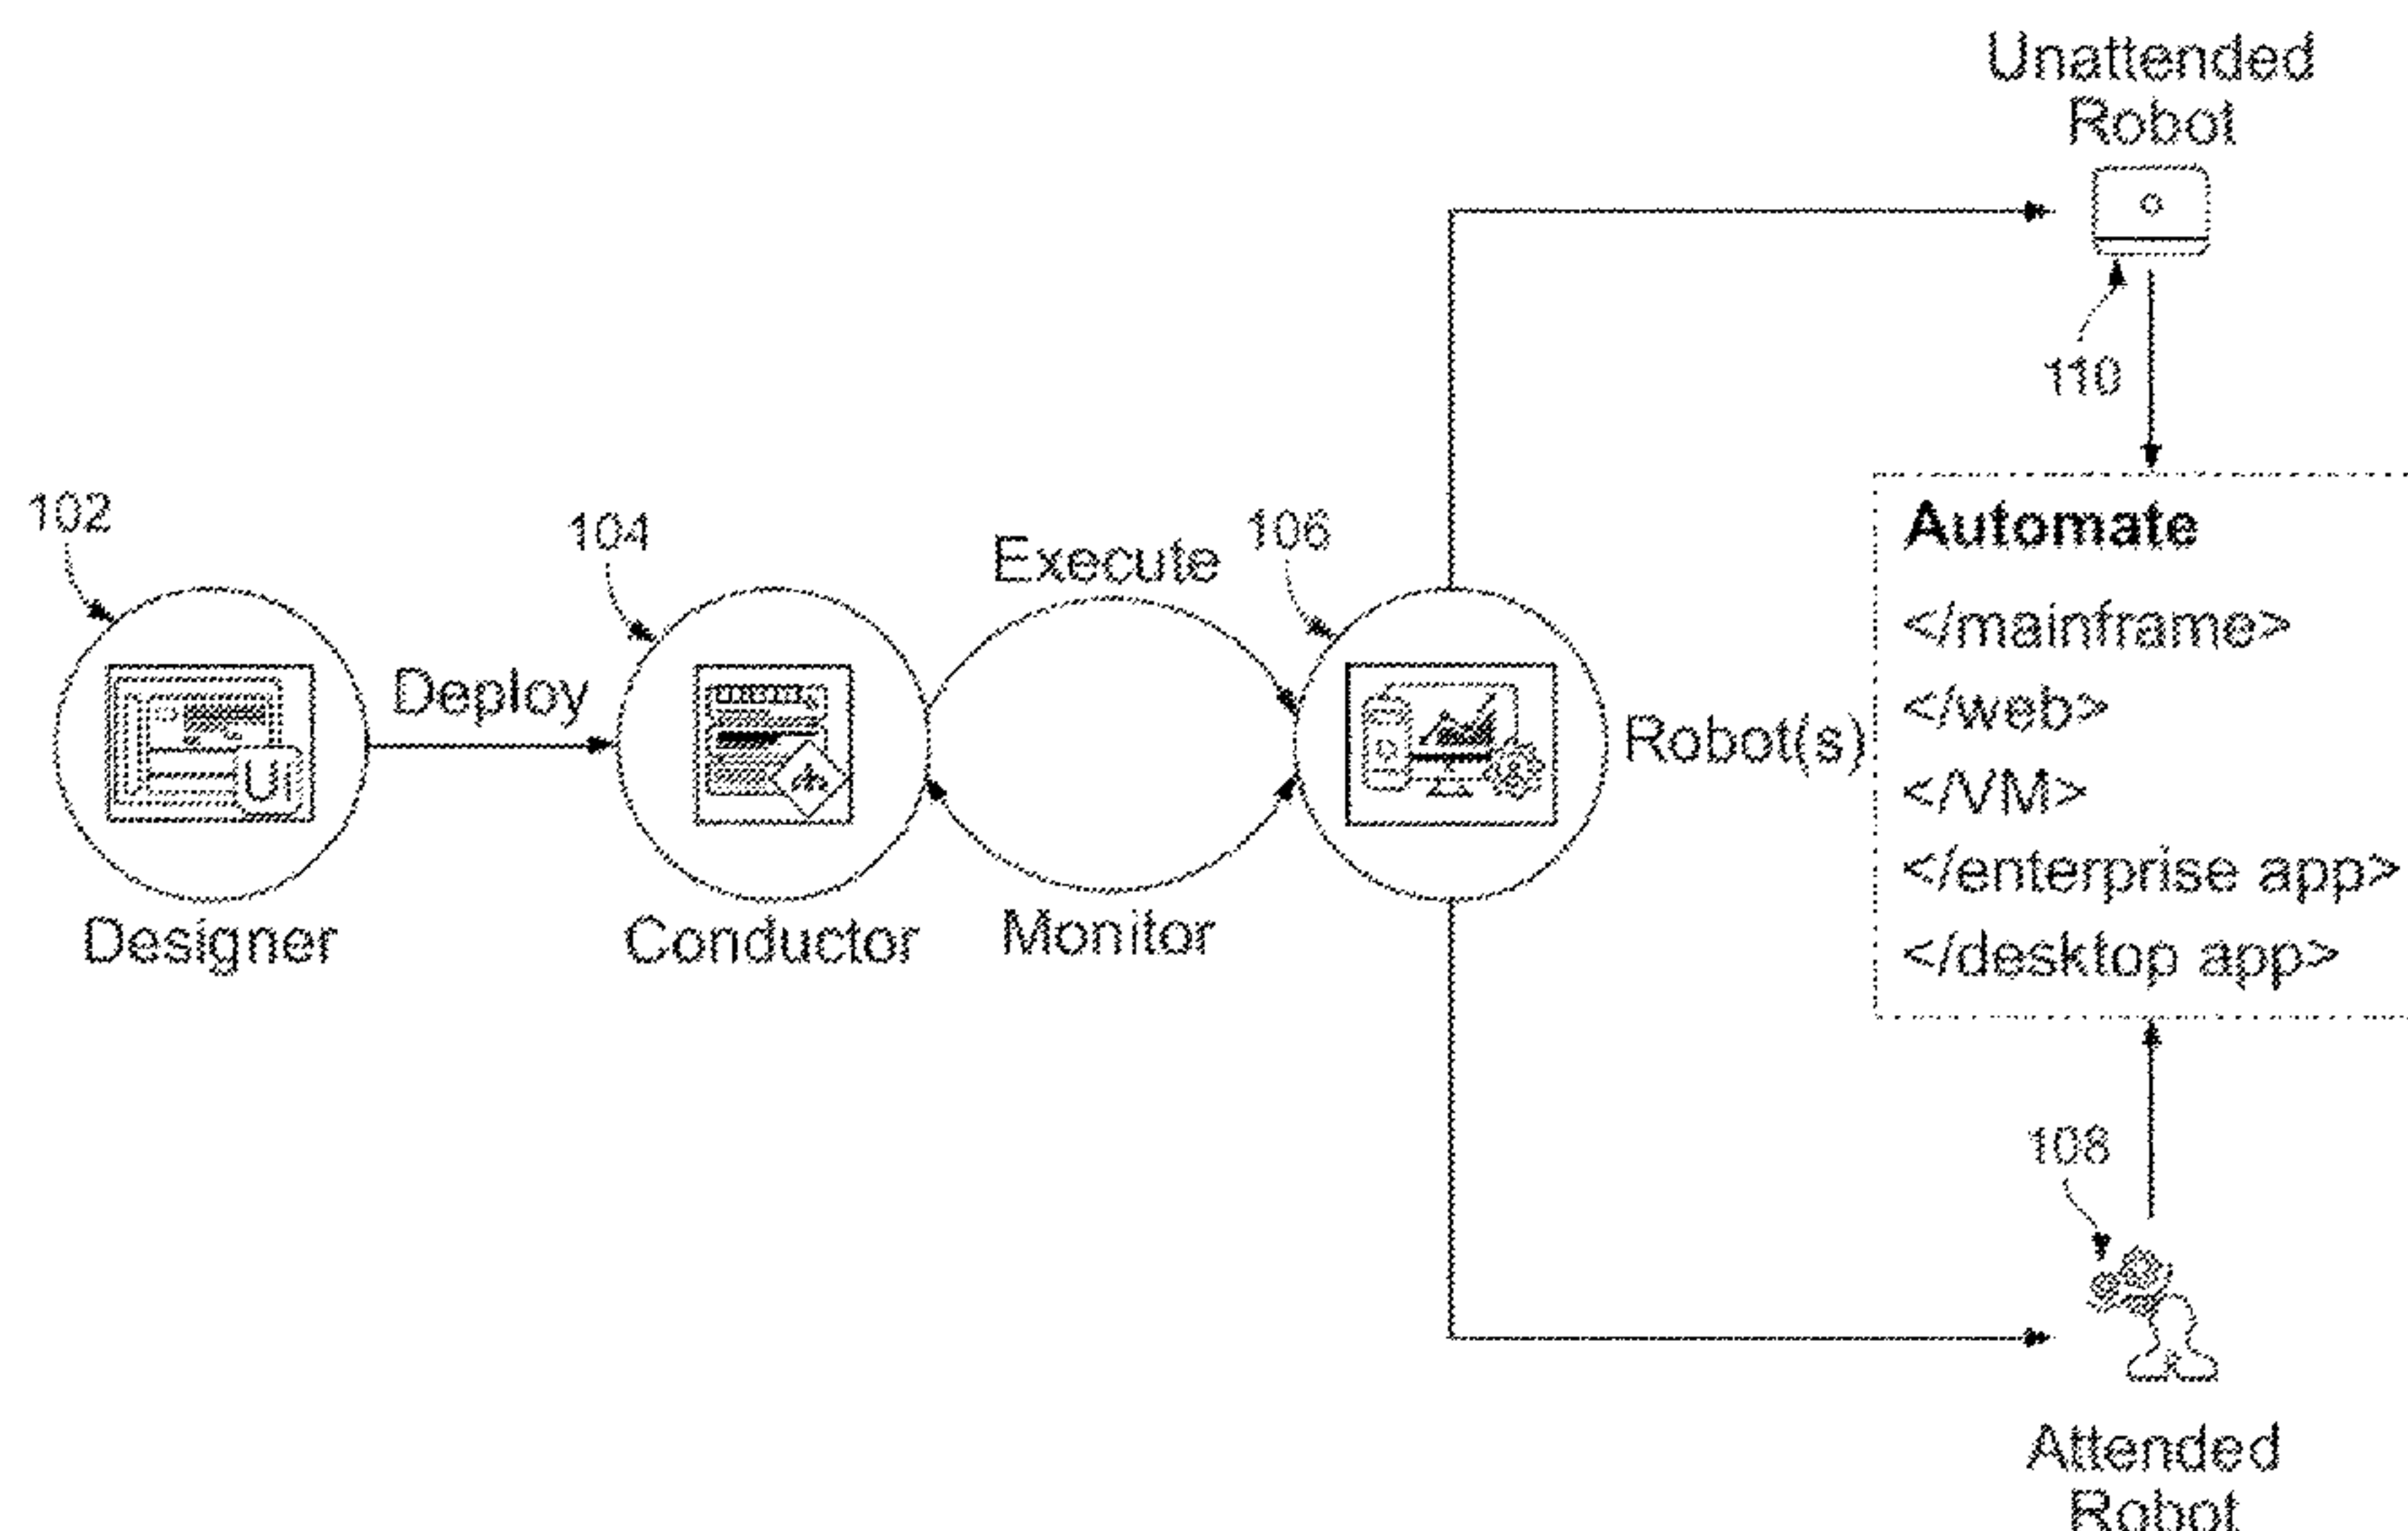 Unattended
Robot
110
102
104
Execute
106
Automate
</mainframe>
Deploy
</web>
UI
Robot(s)
</VM>
</enterprise app>
Designer
Conductor
Monitor
</desktop app>
108
Attended
Robot